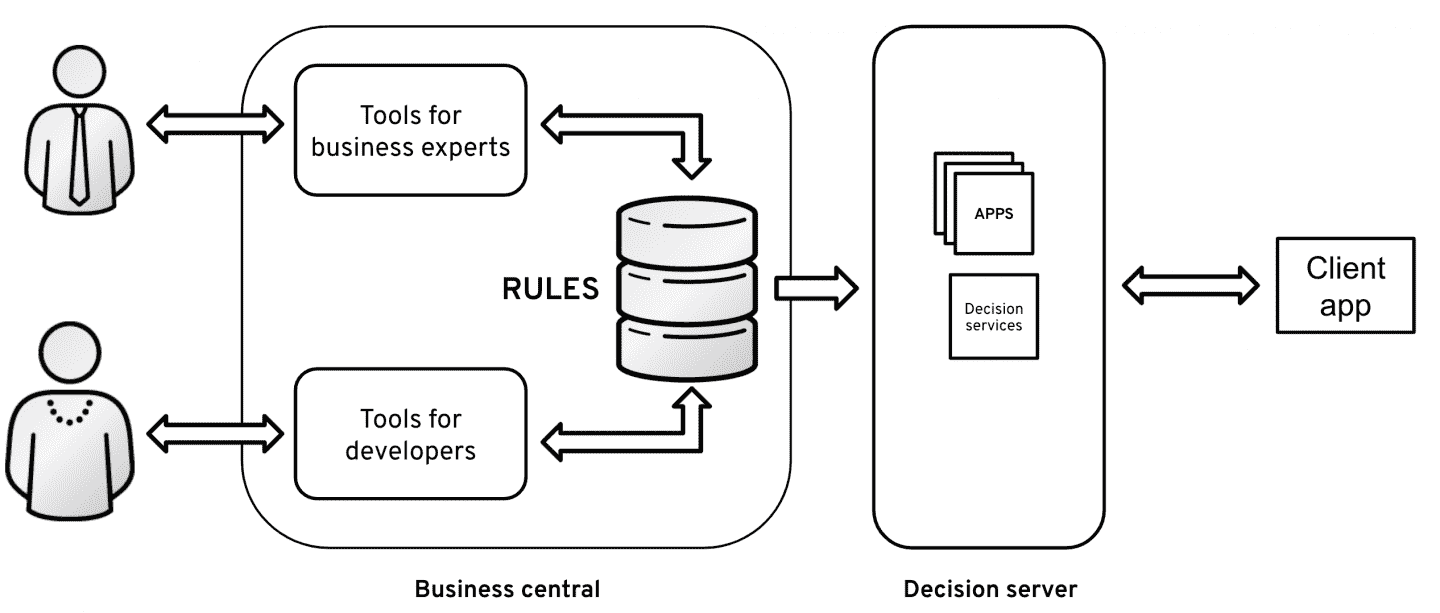 Tools for
business experts
RULES
Tools for
developers
Business central
APPS
Decision
services
Decision server
Client
app